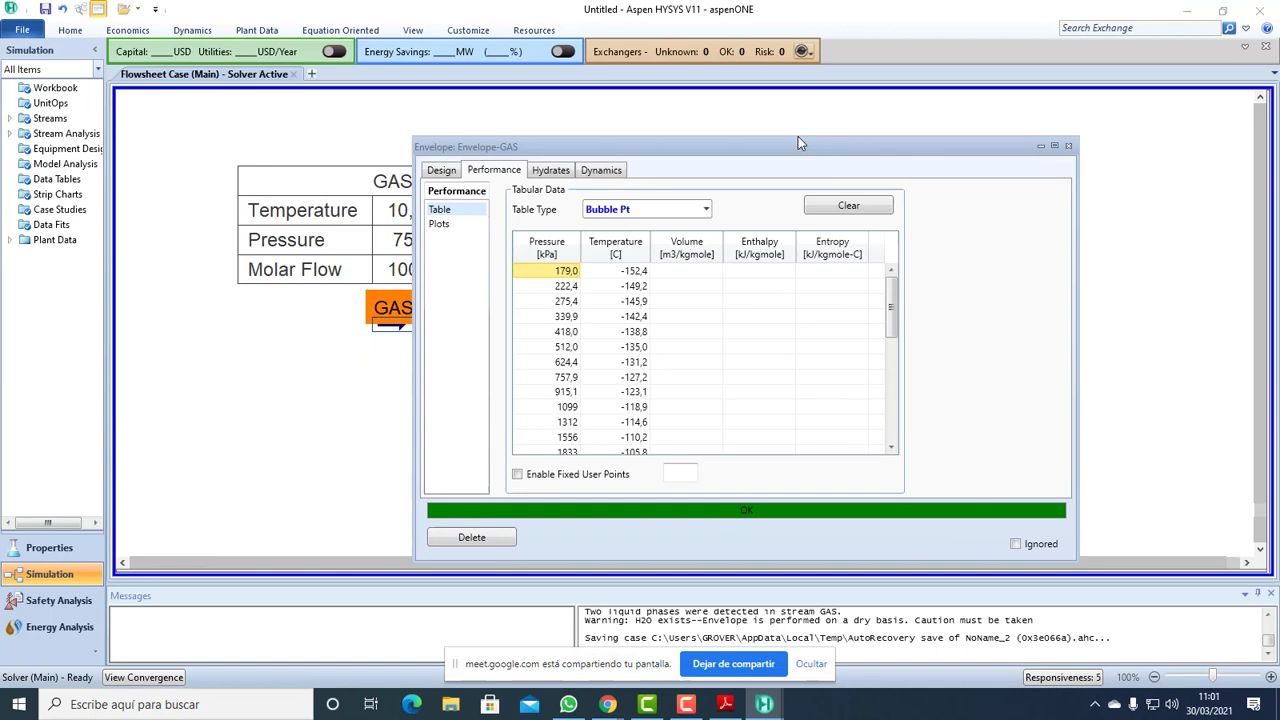 Untitled - Aspen HYSYS V11 - aspenONE
File Home Economics Dynamics Plant Data Equation Oriented View Customize Resources Search Exchange
Simulation Capital: ____USD Utilities: ____USD/Year Energy Savings: ____MW (____%) Exchangers - Unknown: 0 OK: 0 Risk: 0
All Items
Flowsheet Case (Main) - Solver Active × +
Workbook
UnitOps
Streams
Stream Analysis
Equipment Desi
Model Analysis
Data Tables
Strip Charts
Case Studies
Data Fits
Plant Data
GAS
Temperature 10,
Pressure 75
Molar Flow 100
GAS
Envelope: Envelope-GAS
Design Performance Hydrates Dynamics
Performance
Table
Plots
Tabular Data
Table Type Bubble Pt Clear
Pressure Temperature Volume Enthalpy Entropy
[kPa] [C] [m3/kgmole] [kJ/kgmole] [kJ/kgmole-C]
179,0 -152,4
222,4 -149,2
275,4 -145,9
339,9 -142,4
418,0 -138,8
512,0 -135,0
624,4 -131,2
757,9 -127,2
915,1 -123,1
1099 -118,9
1312 -114,6
1556 -110,2
1833 -105,8
Enable Fixed User Points
OK
Delete Ignored
Properties
Simulation
Safety Analysis
Energy Analysis
Messages
Two liquid phases were detected in stream GAS.
Warning: H2O exists--Envelope is performed on a dry basis. Caution must be taken
Saving case C:\Users\GROVER\AppData\Local\Temp\AutoRecovery save of NoName_2 (0x3e066a).ahc...
meet.google.com está compartiendo tu pantalla. Dejar de compartir Ocultar
Solver (Main) - Ready View Convergence Responsiveness: 5 100%
Escribe aquí para buscar
11:01
30/03/2021